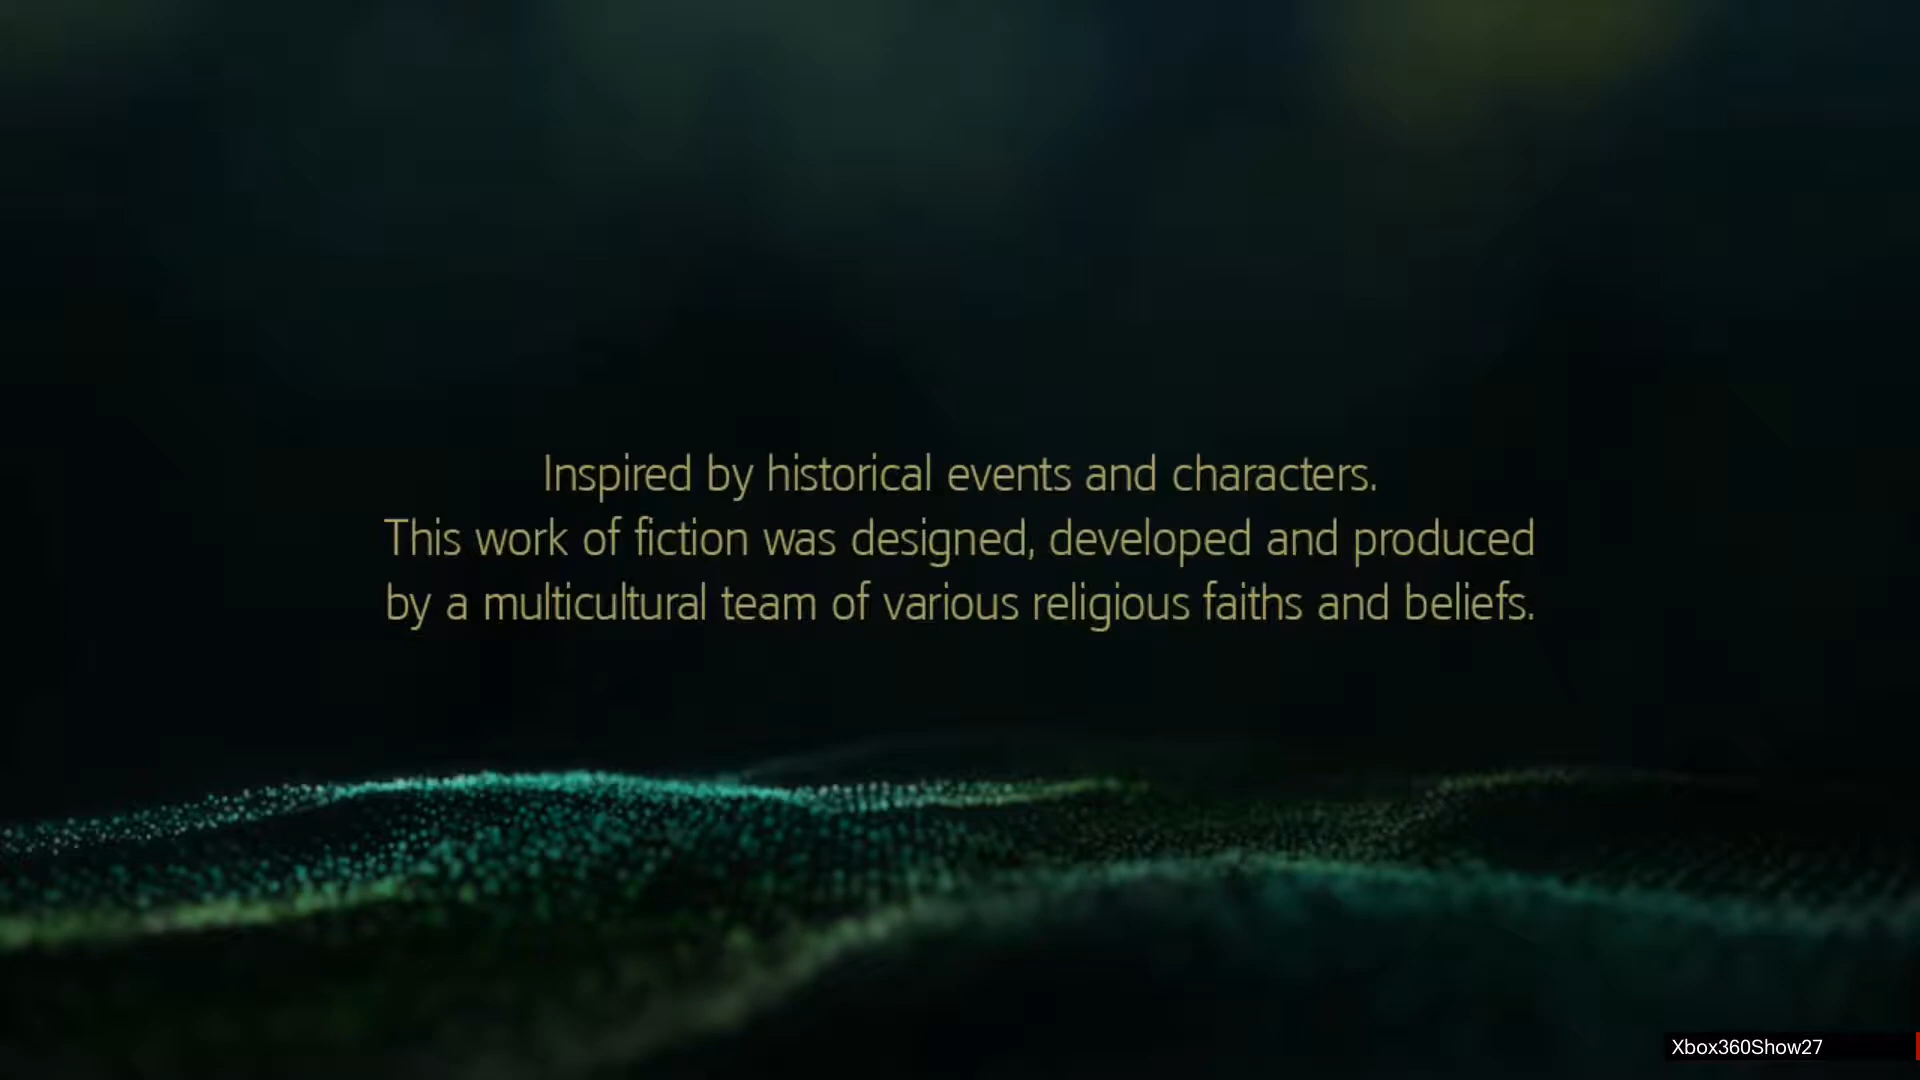 Inspired by historical events and characters.
This work of fiction was designed, developed and produced
by a multicultural team of various religious faiths and beliefs.
Xbox360Show27